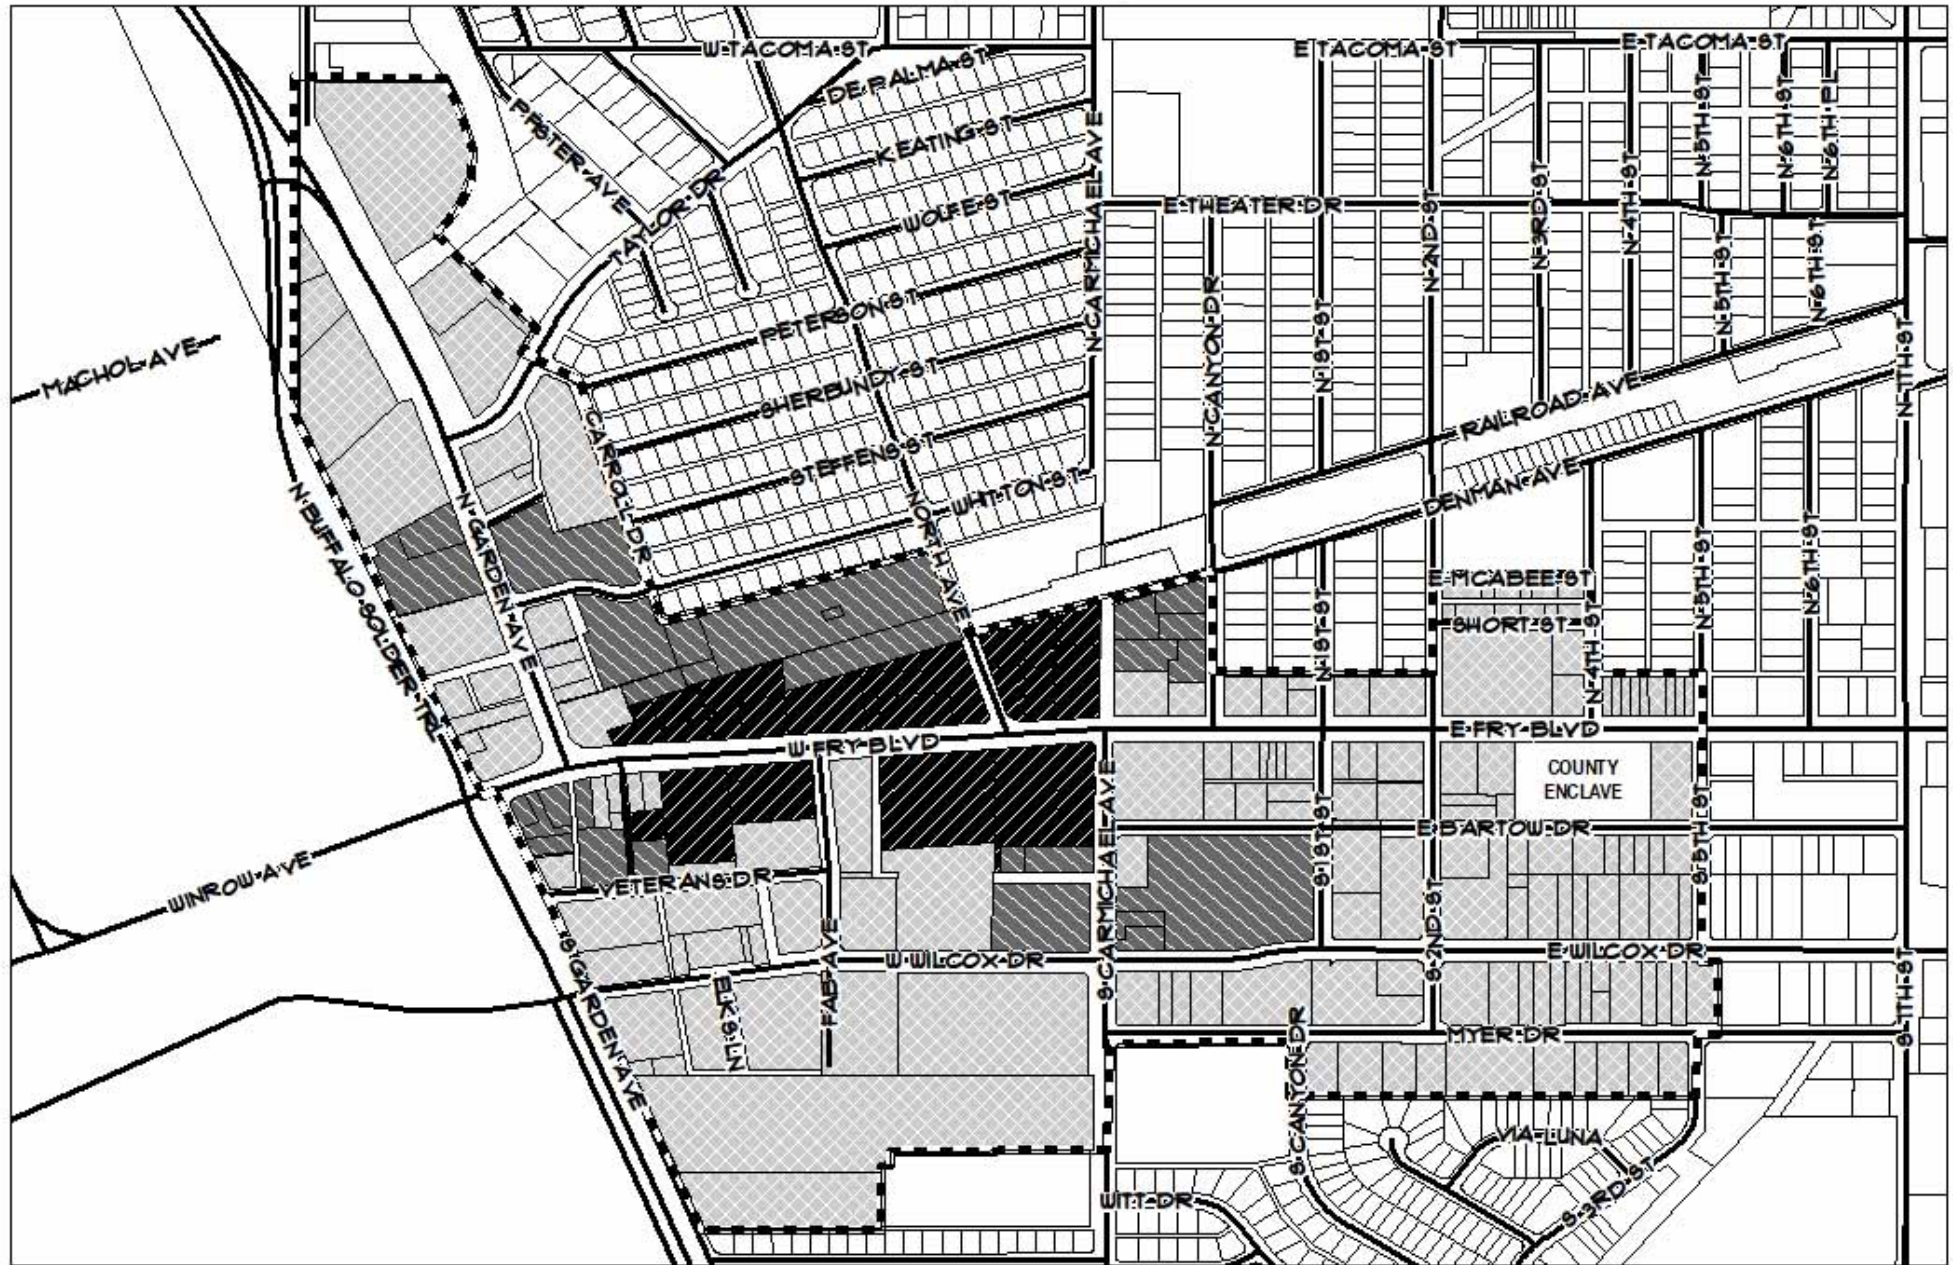 W TACOMA ST
E TACOMA ST
E TACOMA ST
DE PALMA ST
PFISTER AVE
KEATING ST
N CARMICHAEL AVE
N 5TH ST
N 6TH ST
N 6TH PL
TAYLOR DR
WOLFE ST
E THEATER DR
N 2ND ST
N 3RD ST
N 4TH ST
N 5TH ST
N 6TH ST
PETERSON ST
N CANYON DR
N 1ST ST
MACHOL AVE
SHERBUNDY ST
CARROLL DR
RAILROAD AVE
N 7TH ST
STEFFENS ST
WHITTON ST
DENMAN AVE
N BUFFALO SOLDIER TRL
N GARDEN AVE
NORTH AVE
E MCABEE ST
SHORT ST
N 1ST ST
N 4TH ST
N 5TH ST
N 6TH ST
W FRY BLVD
E FRY BLVD
COUNTY
ENCLAVE
S CARMICHAEL AVE
S 1ST ST
E BARTOW DR
S 5TH ST
WINROW AVE
VETERANS DR
FAB AVE
S 2ND ST
W WILCOX DR
E WILCOX DR
S GARDEN AVE
ELKS LN
S 7TH ST
S CANYON DR
MYER DR
VIA LUNA
WITT DR
S 3RD ST